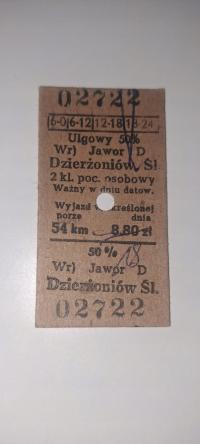 02722
6-0 6-12 12-18 18-24
Ulgowy 50%
Wr) Jawor D
Dzierżoniów Śl
2 kl. poc. osobowy
Ważny w dniu datow.
Wyjazd w określonej
porze dnia
54 km 8.80 zł
50%
Wr) Jawor D
Dzierżoniów Śl.
02722